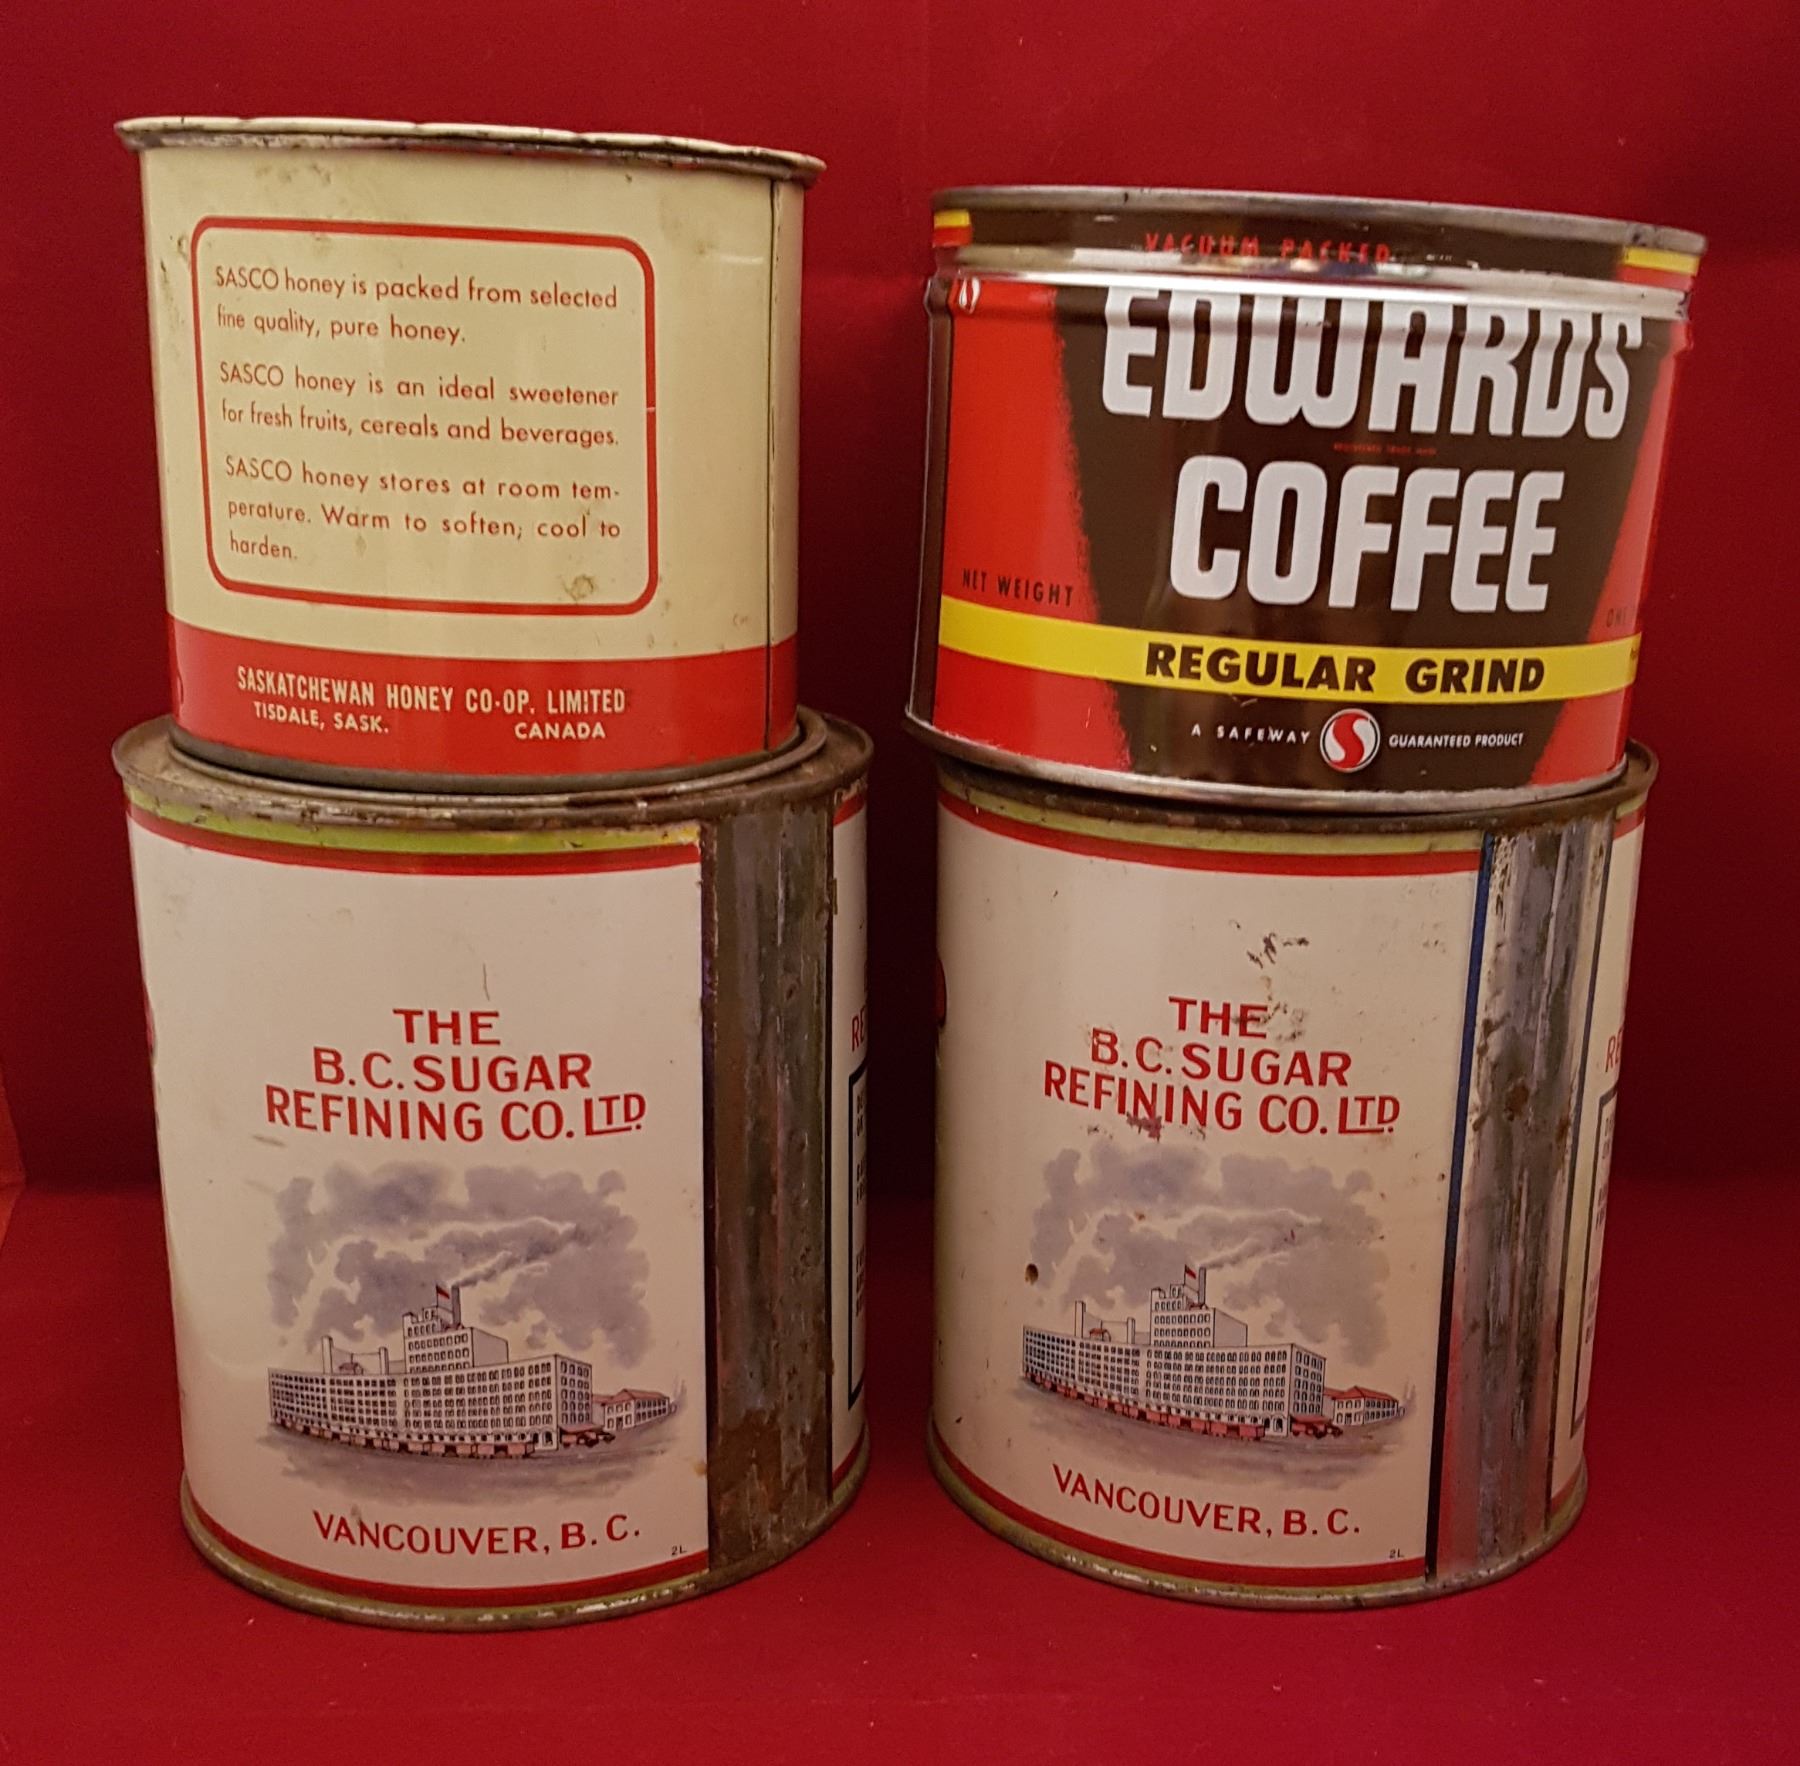 SASCO honey is packed from selected
fine quality, pure honey.
SASCO honey is an ideal sweetener
for fresh fruits, cereals and beverages.
SASCO honey stores at room tem-
perature. Warm to soften; cool to
harden.
SASKATCHEWAN HONEY CO-OP. LIMITED
TISDALE, SASK. CANADA
VACUUM PACKED
EDWARDS
REGISTERED TRADE MARK
COFFEE
NET WEIGHT
REGULAR GRIND
A SAFEWAY S GUARANTEED PRODUCT
THE
B.C. SUGAR
REFINING CO. LTD.
VANCOUVER, B.C.
2L
THE
B.C. SUGAR
REFINING CO. LTD.
VANCOUVER, B.C.
2L